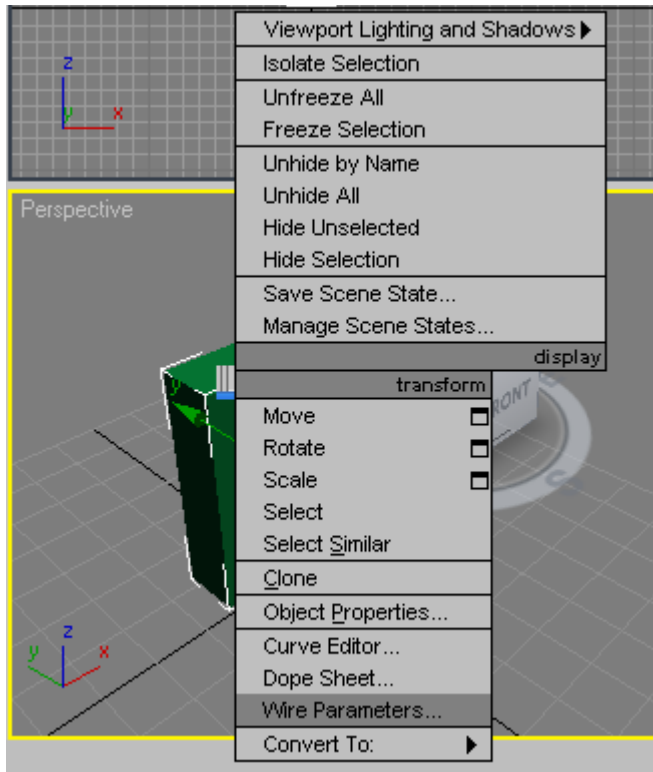 Viewport Lighting and Shadows
z
Isolate Selection
y
x
Unfreeze All
Freeze Selection
Unhide by Name
Unhide All
Perspective
Hide Unselected
Hide Selection
Save Scene State...
Manage Scene States...
display
transform
y
Move
RONT
Rotate
Scale
Select
Select Similar
Clone
Object Properties...
Curve Editor...
z
y
x
Dope Sheet...
Wire Parameters...
Convert To: